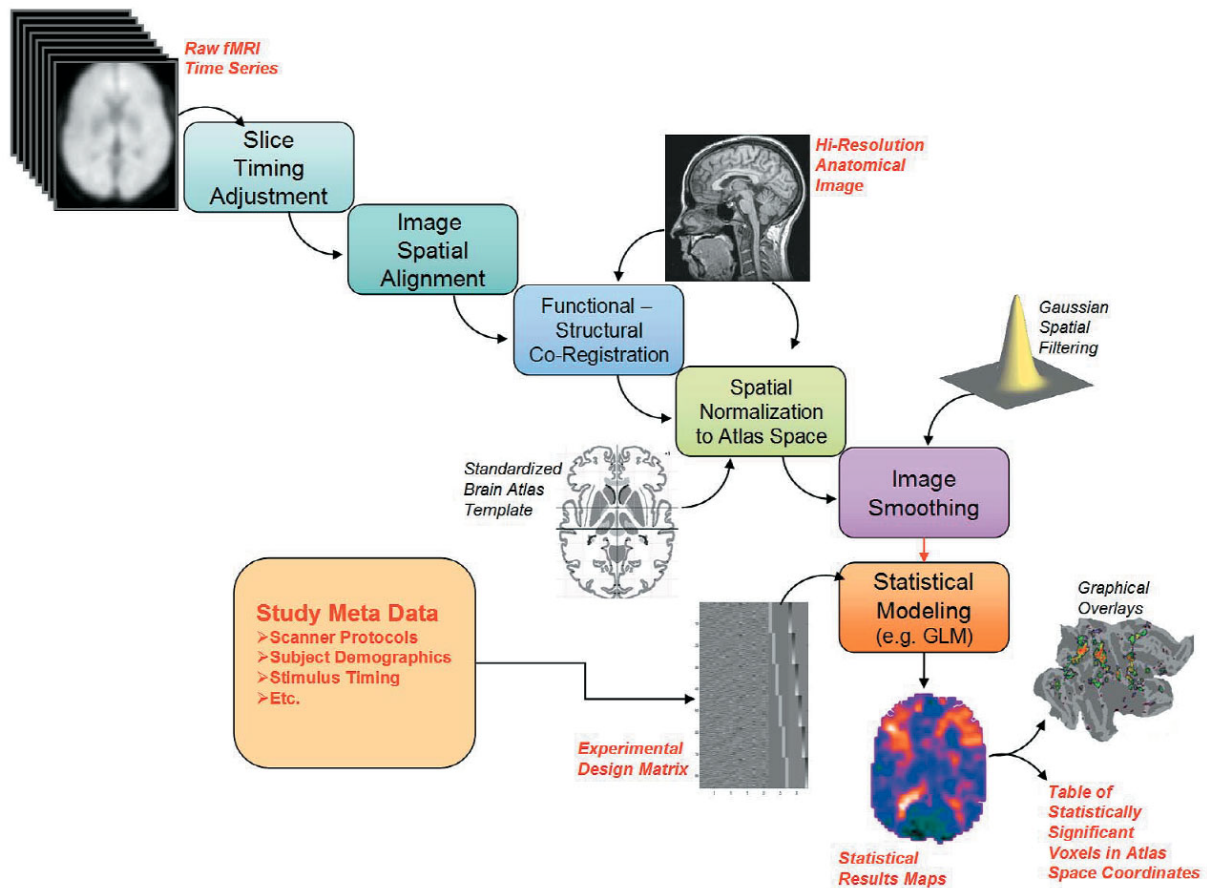 Raw fMRI
Time Series
Slice
Timing
Adjustment
Image
Spatial
Alignment
Hi-Resolution
Anatomical
Image
Functional –
Structural
Co-Registration
Gaussian
Spatial
Filtering
Spatial
Normalization
to Atlas Space
Standardized
Brain Atlas
Template
Image
Smoothing
Study Meta Data
➢Scanner Protocols
➢Subject Demographics
➢Stimulus Timing
➢Etc.
Statistical
Modeling
(e.g. GLM)
Graphical
Overlays
Experimental
Design Matrix
Statistical
Results Maps
Table of
Statistically
Significant
Voxels in Atlas
Space Coordinates